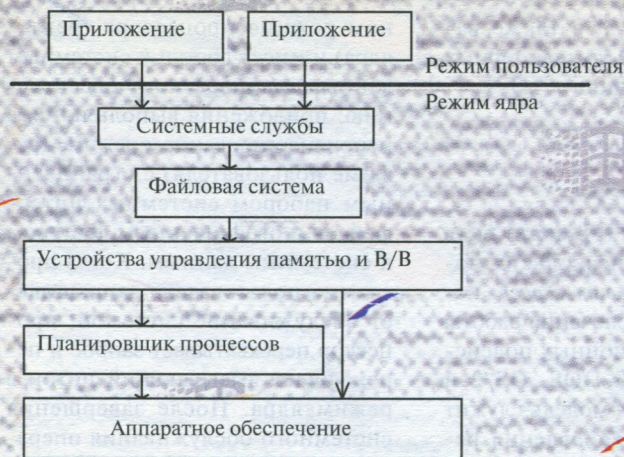 Приложение
Приложение
Режим пользователя
Режим ядра
Системные службы
Файловая система
Устройства управления памятью и В/В
Планировщик процессов
Аппаратное обеспечение